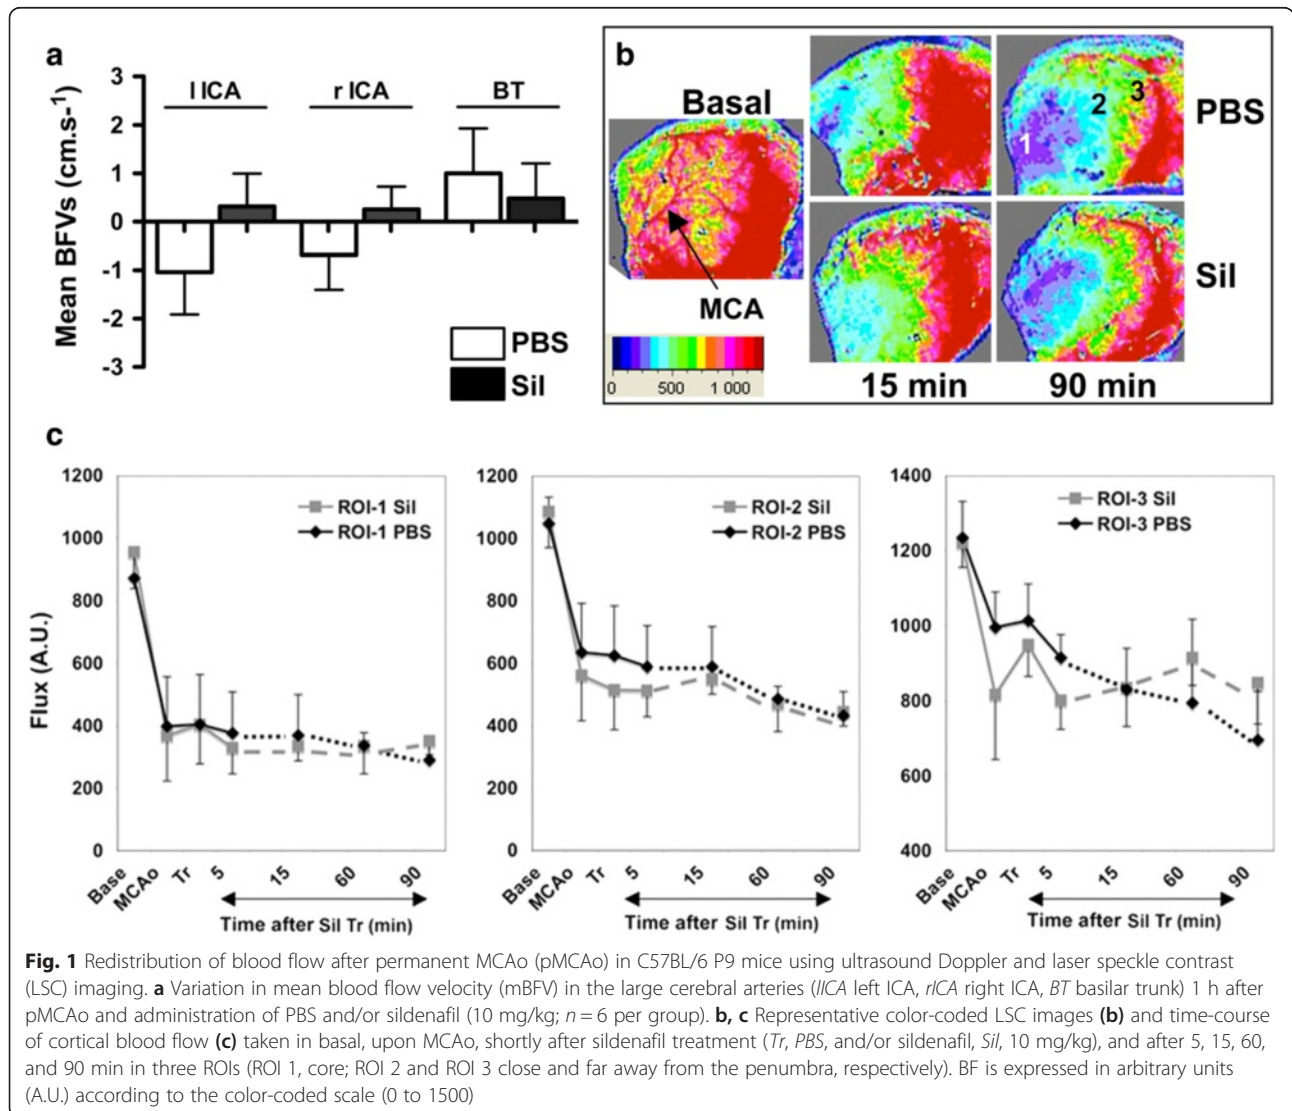 a
3
2
1
0
-1
-2
-3
Mean BFVs (cm.s-1)
l ICA
r ICA
BT
PBS
Sil
b
Basal
MCA
0 500 1 000
1
2
3
PBS
Sil
15 min
90 min
c
Flux (A.U.)
1200
1000
800
600
400
200
0
ROI-1 Sil
ROI-1 PBS
Base MCAo Tr 5 15 60 90
Time after Sil Tr (min)
1200
1000
800
600
400
200
0
ROI-2 Sil
ROI-2 PBS
Base MCAo Tr 5 15 60 90
Time after Sil Tr (min)
1400
1200
1000
800
600
400
ROI-3 Sil
ROI-3 PBS
Base MCAo Tr 5 15 60 90
Time after Sil Tr (min)
Fig. 1 Redistribution of blood flow after permanent MCAo (pMCAo) in C57BL/6 P9 mice using ultrasound Doppler and laser speckle contrast
(LSC) imaging. a Variation in mean blood flow velocity (mBFV) in the large cerebral arteries (lICA left ICA, rICA right ICA, BT basilar trunk) 1 h after
pMCAo and administration of PBS and/or sildenafil (10 mg/kg; n = 6 per group). b, c Representative color-coded LSC images (b) and time-course
of cortical blood flow (c) taken in basal, upon MCAo, shortly after sildenafil treatment (Tr, PBS, and/or sildenafil, Sil, 10 mg/kg), and after 5, 15, 60,
and 90 min in three ROIs (ROI 1, core; ROI 2 and ROI 3 close and far away from the penumbra, respectively). BF is expressed in arbitrary units
(A.U.) according to the color-coded scale (0 to 1500)